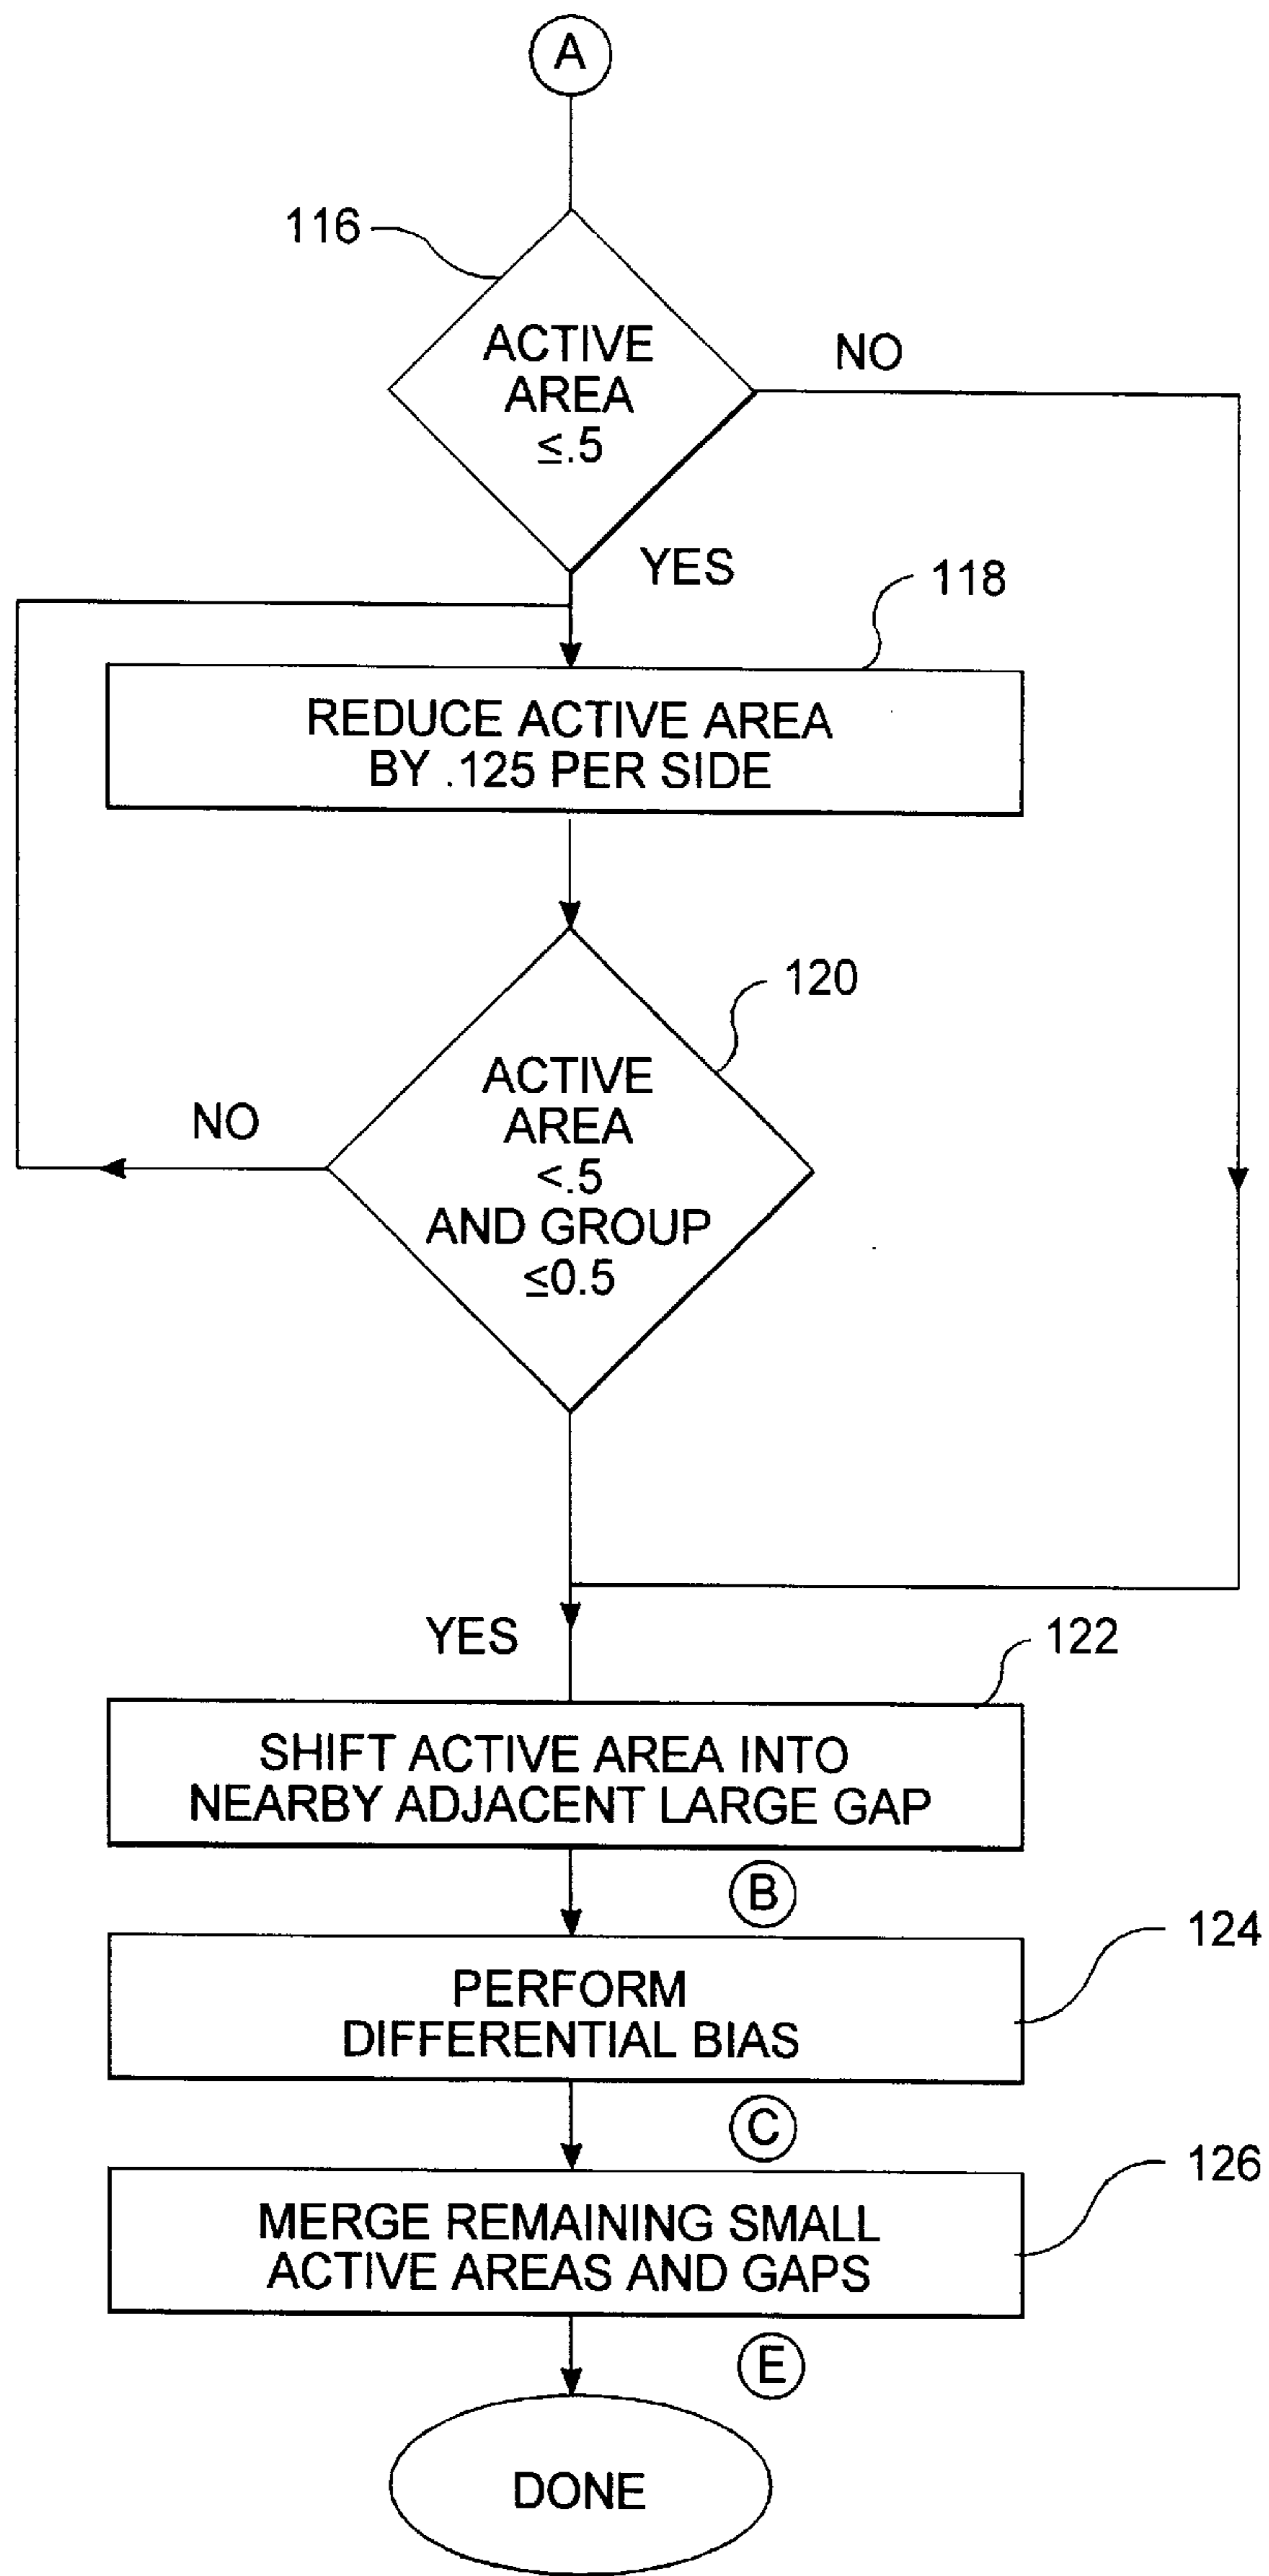 A
116
ACTIVE
AREA
≤.5
NO
YES
118
REDUCE ACTIVE AREA
BY .125 PER SIDE
120
ACTIVE
AREA
<.5
AND GROUP
≤0.5
NO
YES
122
SHIFT ACTIVE AREA INTO
NEARBY ADJACENT LARGE GAP
B
124
PERFORM
DIFFERENTIAL BIAS
C
126
MERGE REMAINING SMALL
ACTIVE AREAS AND GAPS
E
DONE